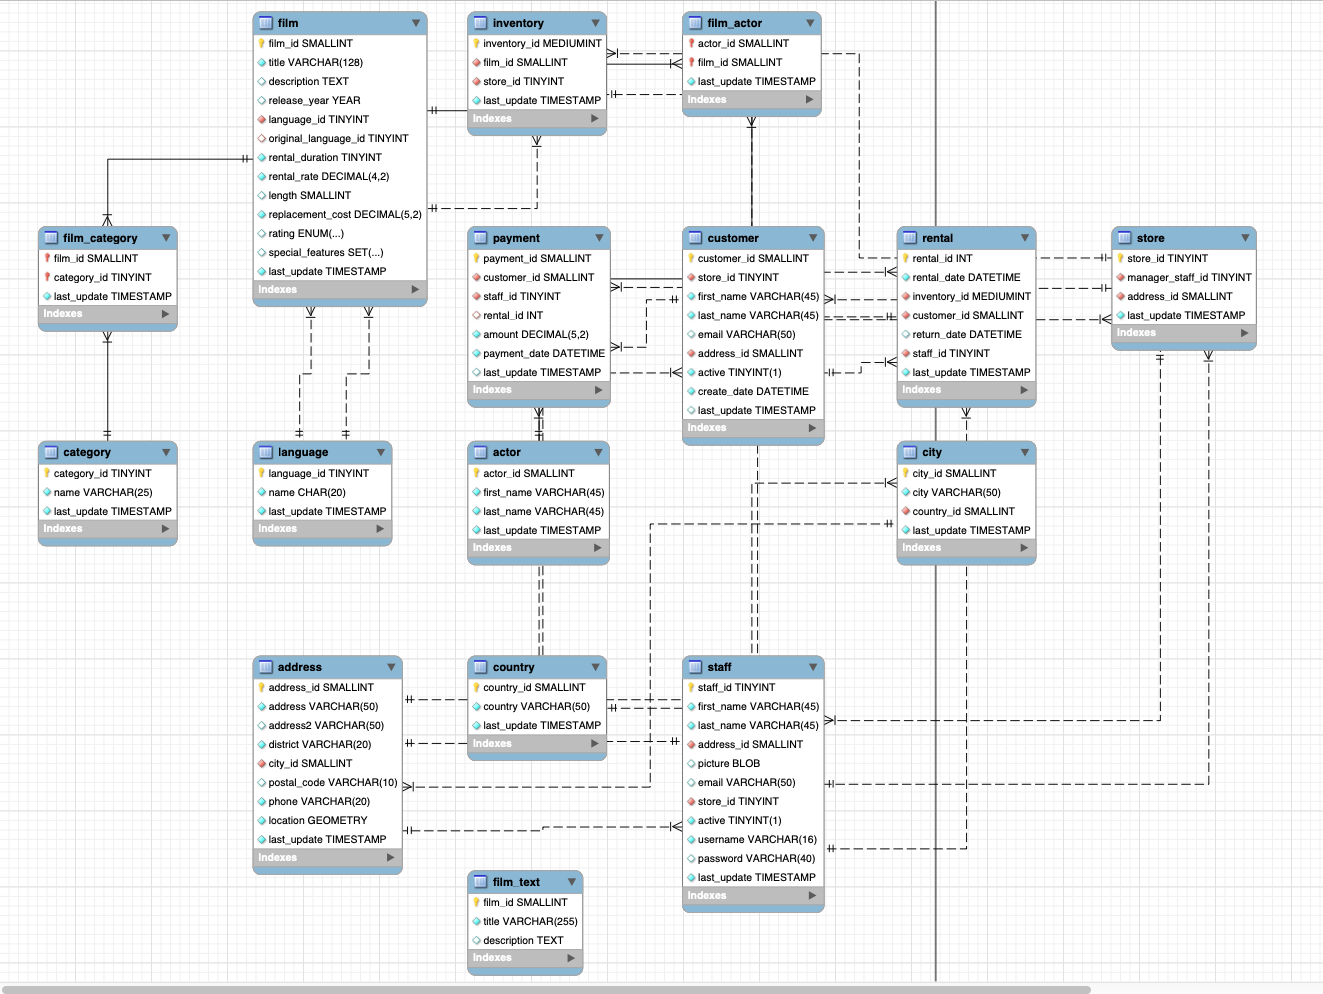 film
film_id SMALLINT
title VARCHAR(128)
description TEXT
release_year YEAR
language_id TINYINT
original_language_id TINYINT
rental_duration TINYINT
rental_rate DECIMAL(4,2)
length SMALLINT
replacement_cost DECIMAL(5,2)
rating ENUM(...)
special_features SET(...)
last_update TIMESTAMP
Indexes
inventory
inventory_id MEDIUMINT
film_id SMALLINT
store_id TINYINT
last_update TIMESTAMP
Indexes
film_actor
actor_id SMALLINT
film_id SMALLINT
last_update TIMESTAMP
Indexes
film_category
film_id SMALLINT
category_id TINYINT
last_update TIMESTAMP
Indexes
payment
payment_id SMALLINT
customer_id SMALLINT
staff_id TINYINT
rental_id INT
amount DECIMAL(5,2)
payment_date DATETIME
last_update TIMESTAMP
Indexes
customer
customer_id SMALLINT
store_id TINYINT
first_name VARCHAR(45)
last_name VARCHAR(45)
email VARCHAR(50)
address_id SMALLINT
active TINYINT(1)
create_date DATETIME
last_update TIMESTAMP
Indexes
rental
rental_id INT
rental_date DATETIME
inventory_id MEDIUMINT
customer_id SMALLINT
return_date DATETIME
staff_id TINYINT
last_update TIMESTAMP
Indexes
store
store_id TINYINT
manager_staff_id TINYINT
address_id SMALLINT
last_update TIMESTAMP
Indexes
category
category_id TINYINT
name VARCHAR(25)
last_update TIMESTAMP
Indexes
language
language_id TINYINT
name CHAR(20)
last_update TIMESTAMP
Indexes
actor
actor_id SMALLINT
first_name VARCHAR(45)
last_name VARCHAR(45)
last_update TIMESTAMP
Indexes
city
city_id SMALLINT
city VARCHAR(50)
country_id SMALLINT
last_update TIMESTAMP
Indexes
address
address_id SMALLINT
address VARCHAR(50)
address2 VARCHAR(50)
district VARCHAR(20)
city_id SMALLINT
postal_code VARCHAR(10)
phone VARCHAR(20)
location GEOMETRY
last_update TIMESTAMP
Indexes
country
country_id SMALLINT
country VARCHAR(50)
last_update TIMESTAMP
Indexes
staff
staff_id TINYINT
first_name VARCHAR(45)
last_name VARCHAR(45)
address_id SMALLINT
picture BLOB
email VARCHAR(50)
store_id TINYINT
active TINYINT(1)
username VARCHAR(16)
password VARCHAR(40)
last_update TIMESTAMP
Indexes
film_text
film_id SMALLINT
title VARCHAR(255)
description TEXT
Indexes